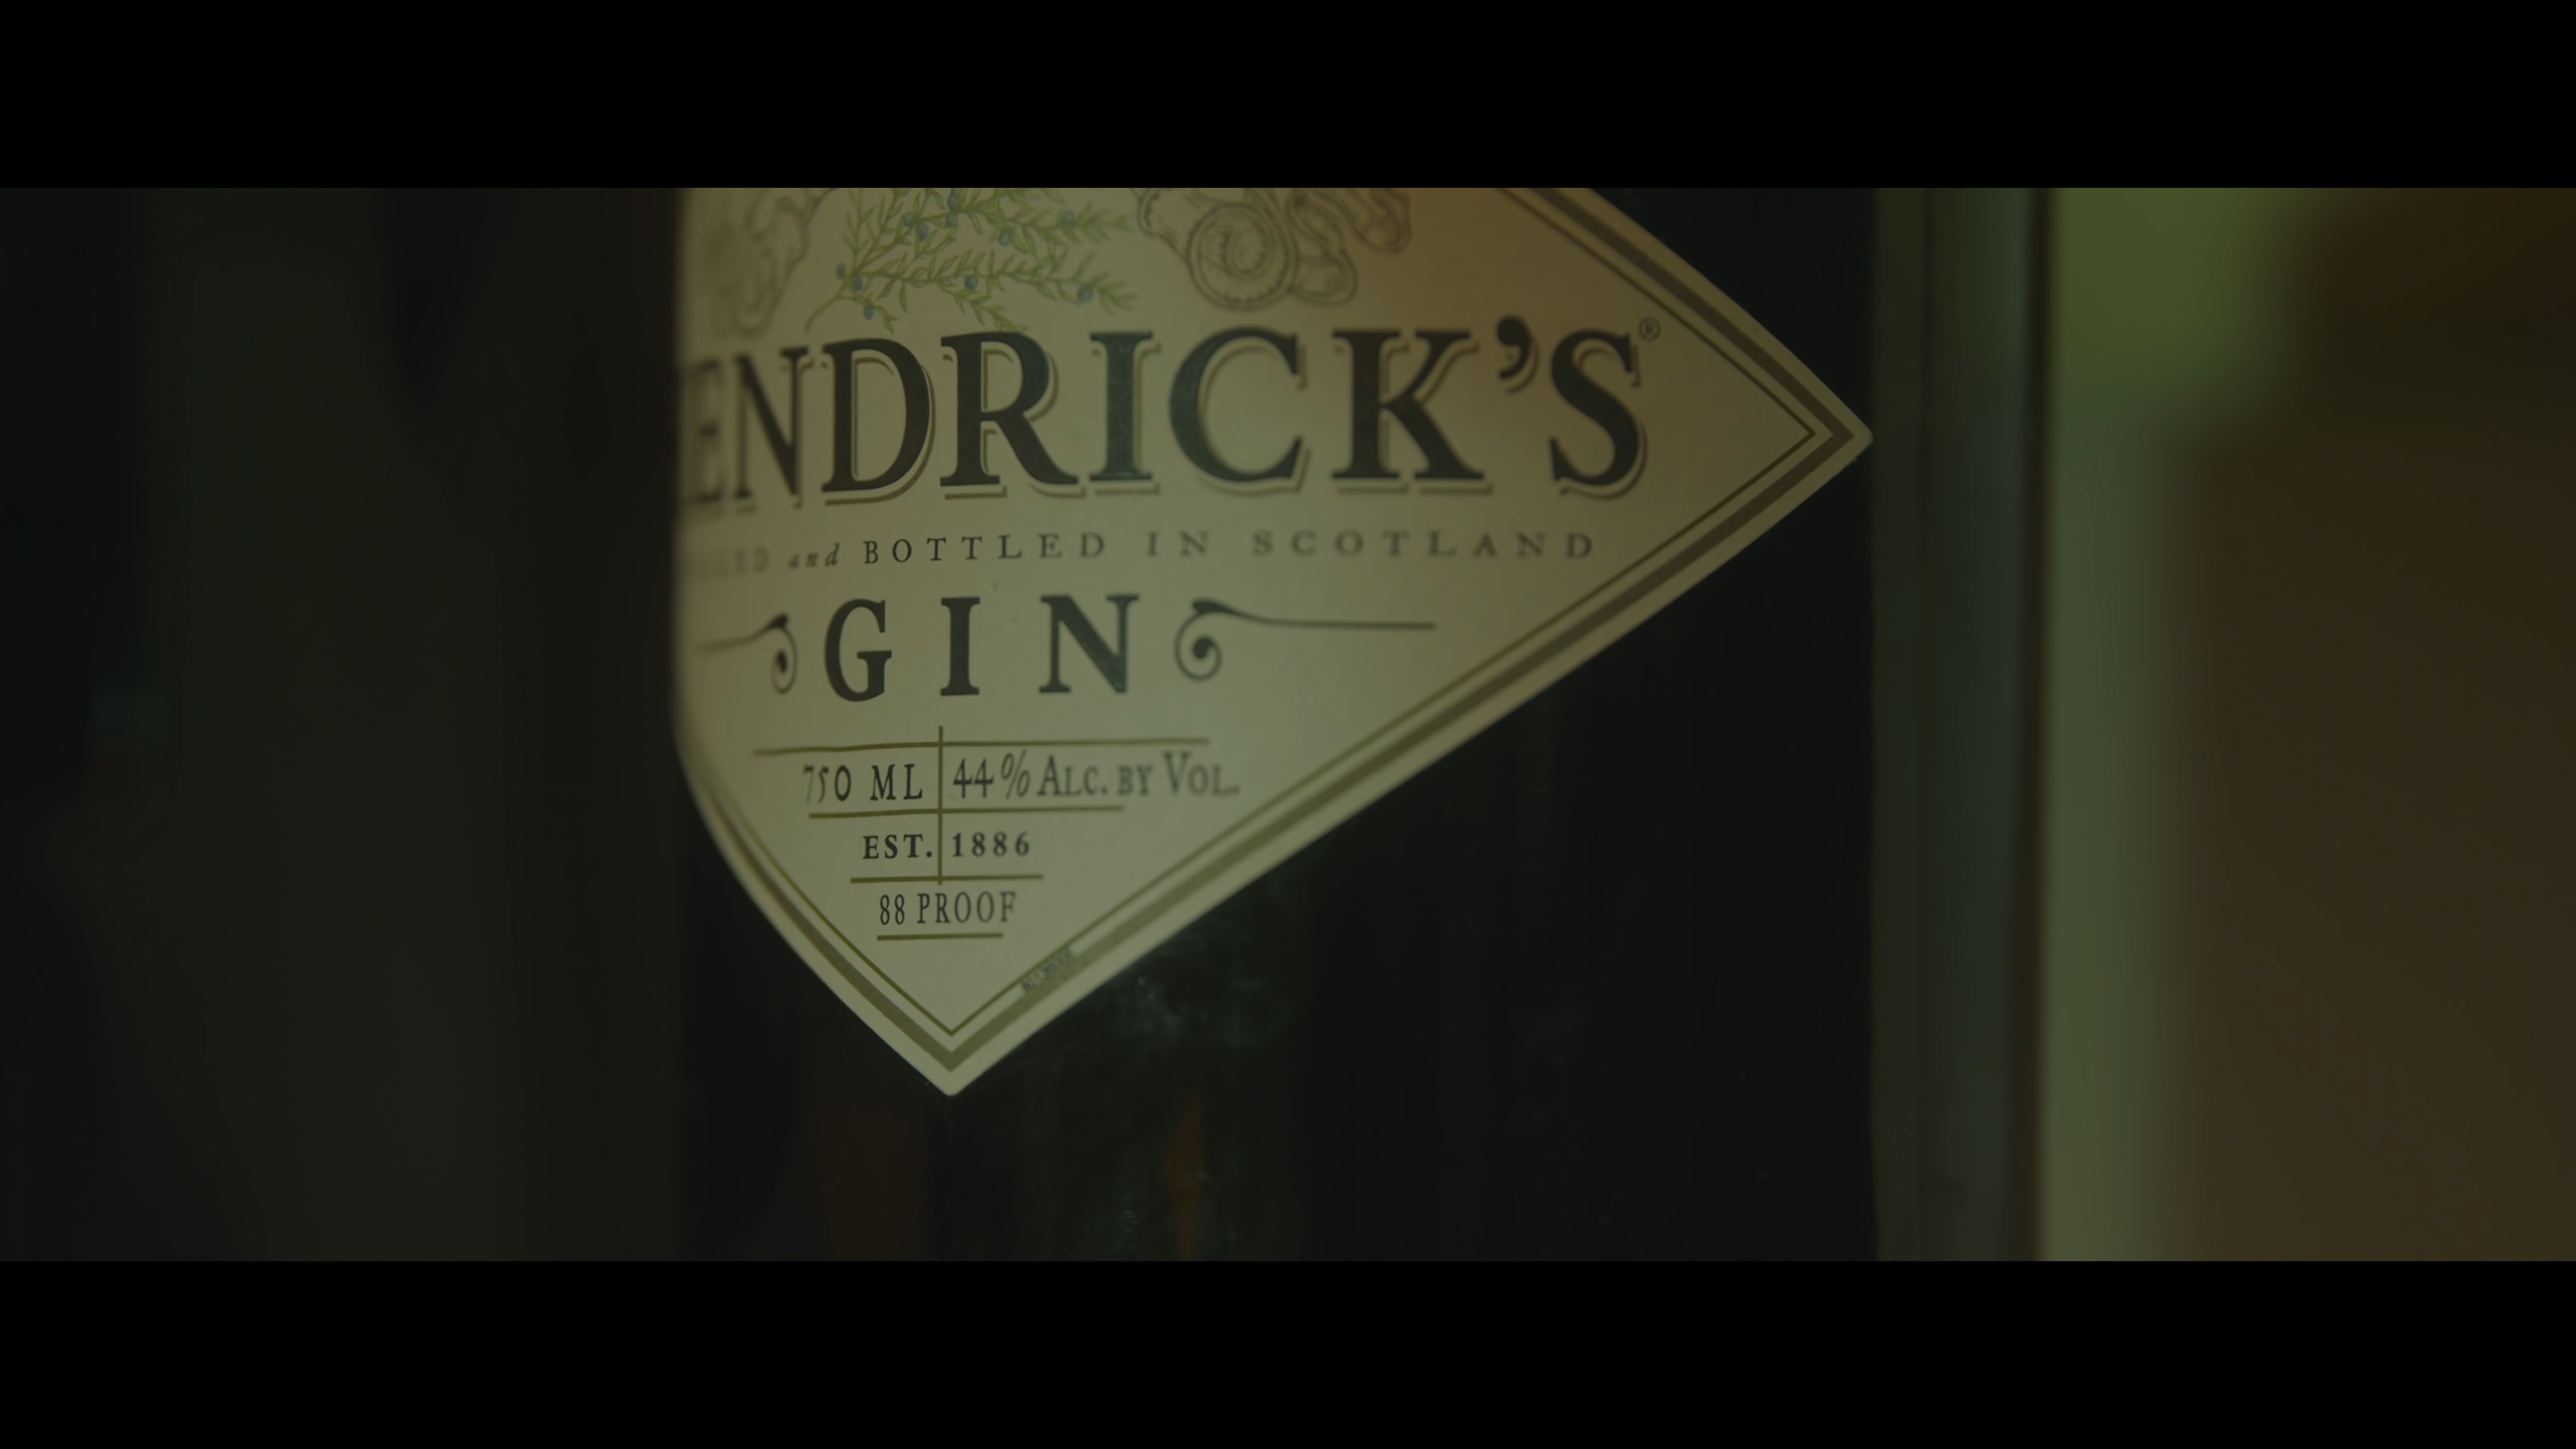 ENDRICK'S®
and BOTTLED IN SCOTLAND
GIN
750 ML 44% ALC. BY VOL.
EST. 1886
88 PROOF